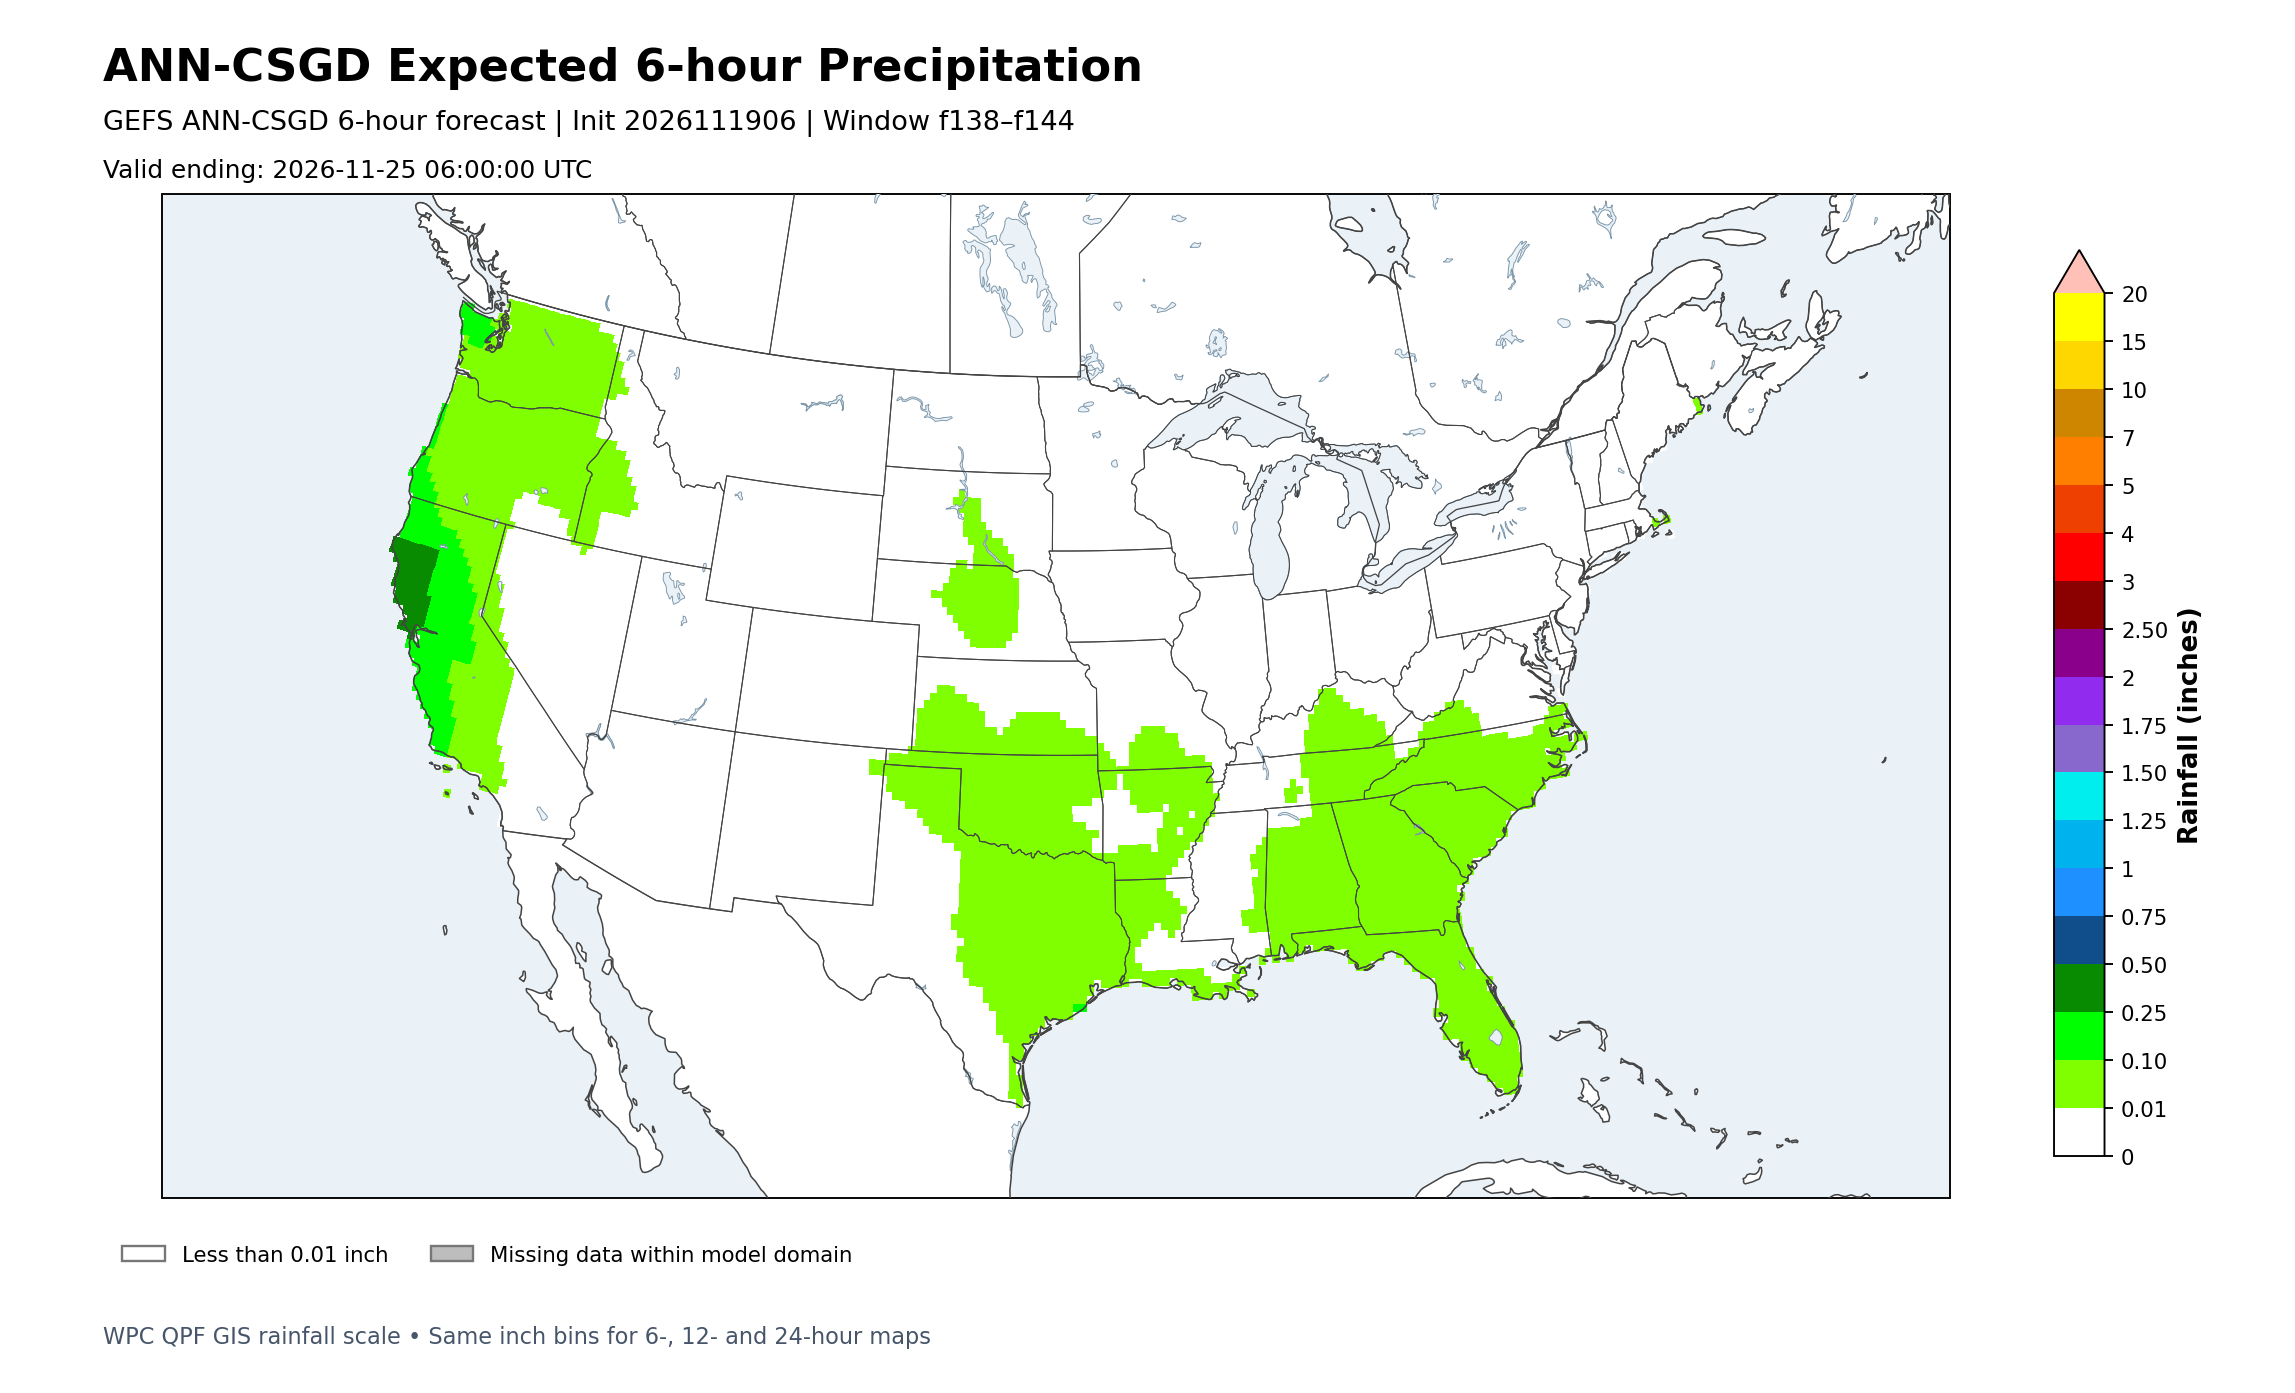 ANN-CSGD Expected 6-hour Precipitation
GEFS ANN-CSGD 6-hour forecast | Init 2026111906 | Window f138–f144
Valid ending: 2026-11-25 06:00:00 UTC
20
15
10
7
5
4
3
2.50
2
1.75
1.50
1.25
1
0.75
0.50
0.25
0.10
0.01
0
Rainfall (inches)
Less than 0.01 inch
Missing data within model domain
WPC QPF GIS rainfall scale • Same inch bins for 6-, 12- and 24-hour maps